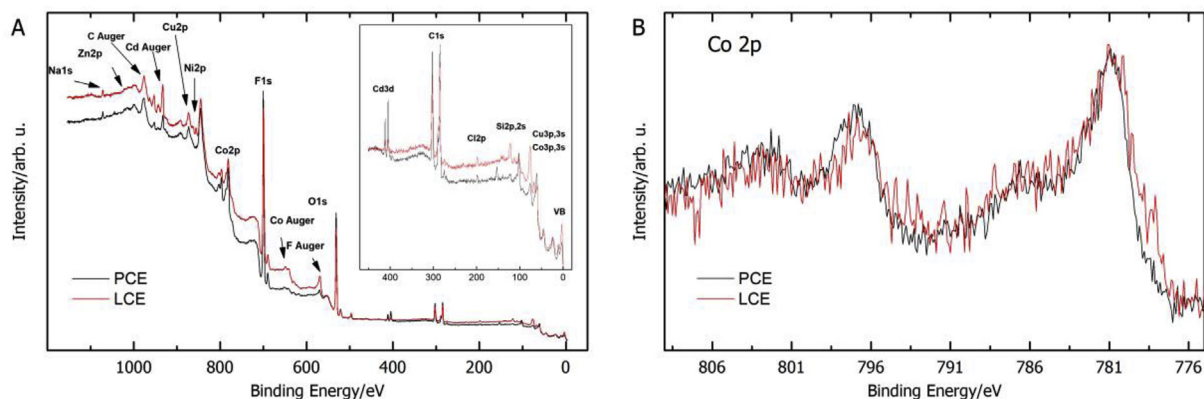 A
C Auger
Cu2p
Zn2p
Cd Auger
Na1s
Ni2p
F1s
Co2p
O1s
Co Auger
F Auger
PCE
LCE
Intensity/arb. u.
1000 800 600 400 200 0
Binding Energy/eV
C1s
Cd3d
Cl2p
Si2p,2s
Cu3p,3s
Co3p,3s
VB
400 300 200 100 0
B
Co 2p
PCE
LCE
Intensity/arb. u.
806 801 796 791 786 781 776
Binding Energy/eV